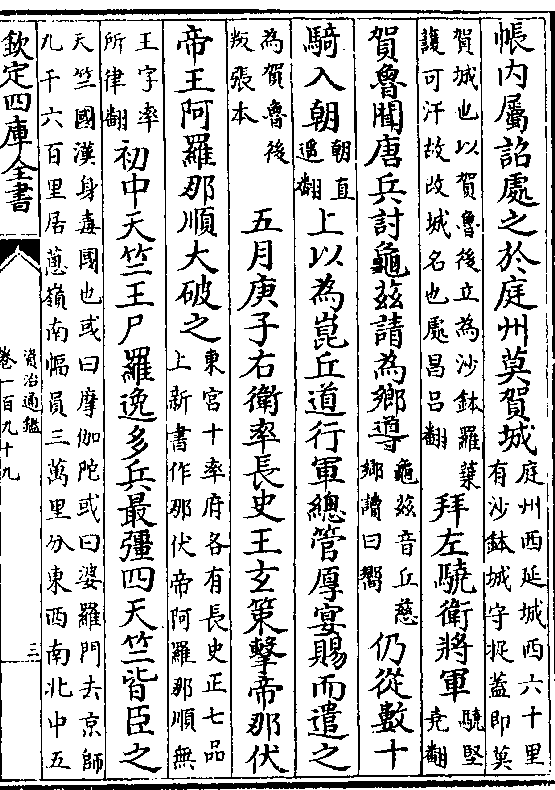 帳内屬詔處之於庭州莫賀城庭州西延城西六十里有沙鉢城守捉蓋即莫
賀城也以賀魯後立為沙鉢羅葉護可汗故改城名也處昌呂翻拜左驍衛將軍驍堅堯翻
賀魯聞唐兵討龜兹請為鄉導龜兹音丘慈鄉讀曰嚮仍從數十
騎入朝朝直遥翻上以為崑丘道行軍總管厚宴賜而遣之
為賀魯後叛張本五月庚子右衛率長史王玄策擊帝那伏
帝王阿羅那順大破之東宮十率府各有長史正七品上新書作那伏帝阿羅那順無
王字率所律翻初中天竺王尸羅逸多兵最彊四天竺皆臣之
天竺國漢身毒國也或曰摩伽陀或曰婆羅門去京師九千六百里居蔥嶺南幅員三萬里分東西南北中五
欽定四庫全書
資治通鑑
卷一百九十九
三